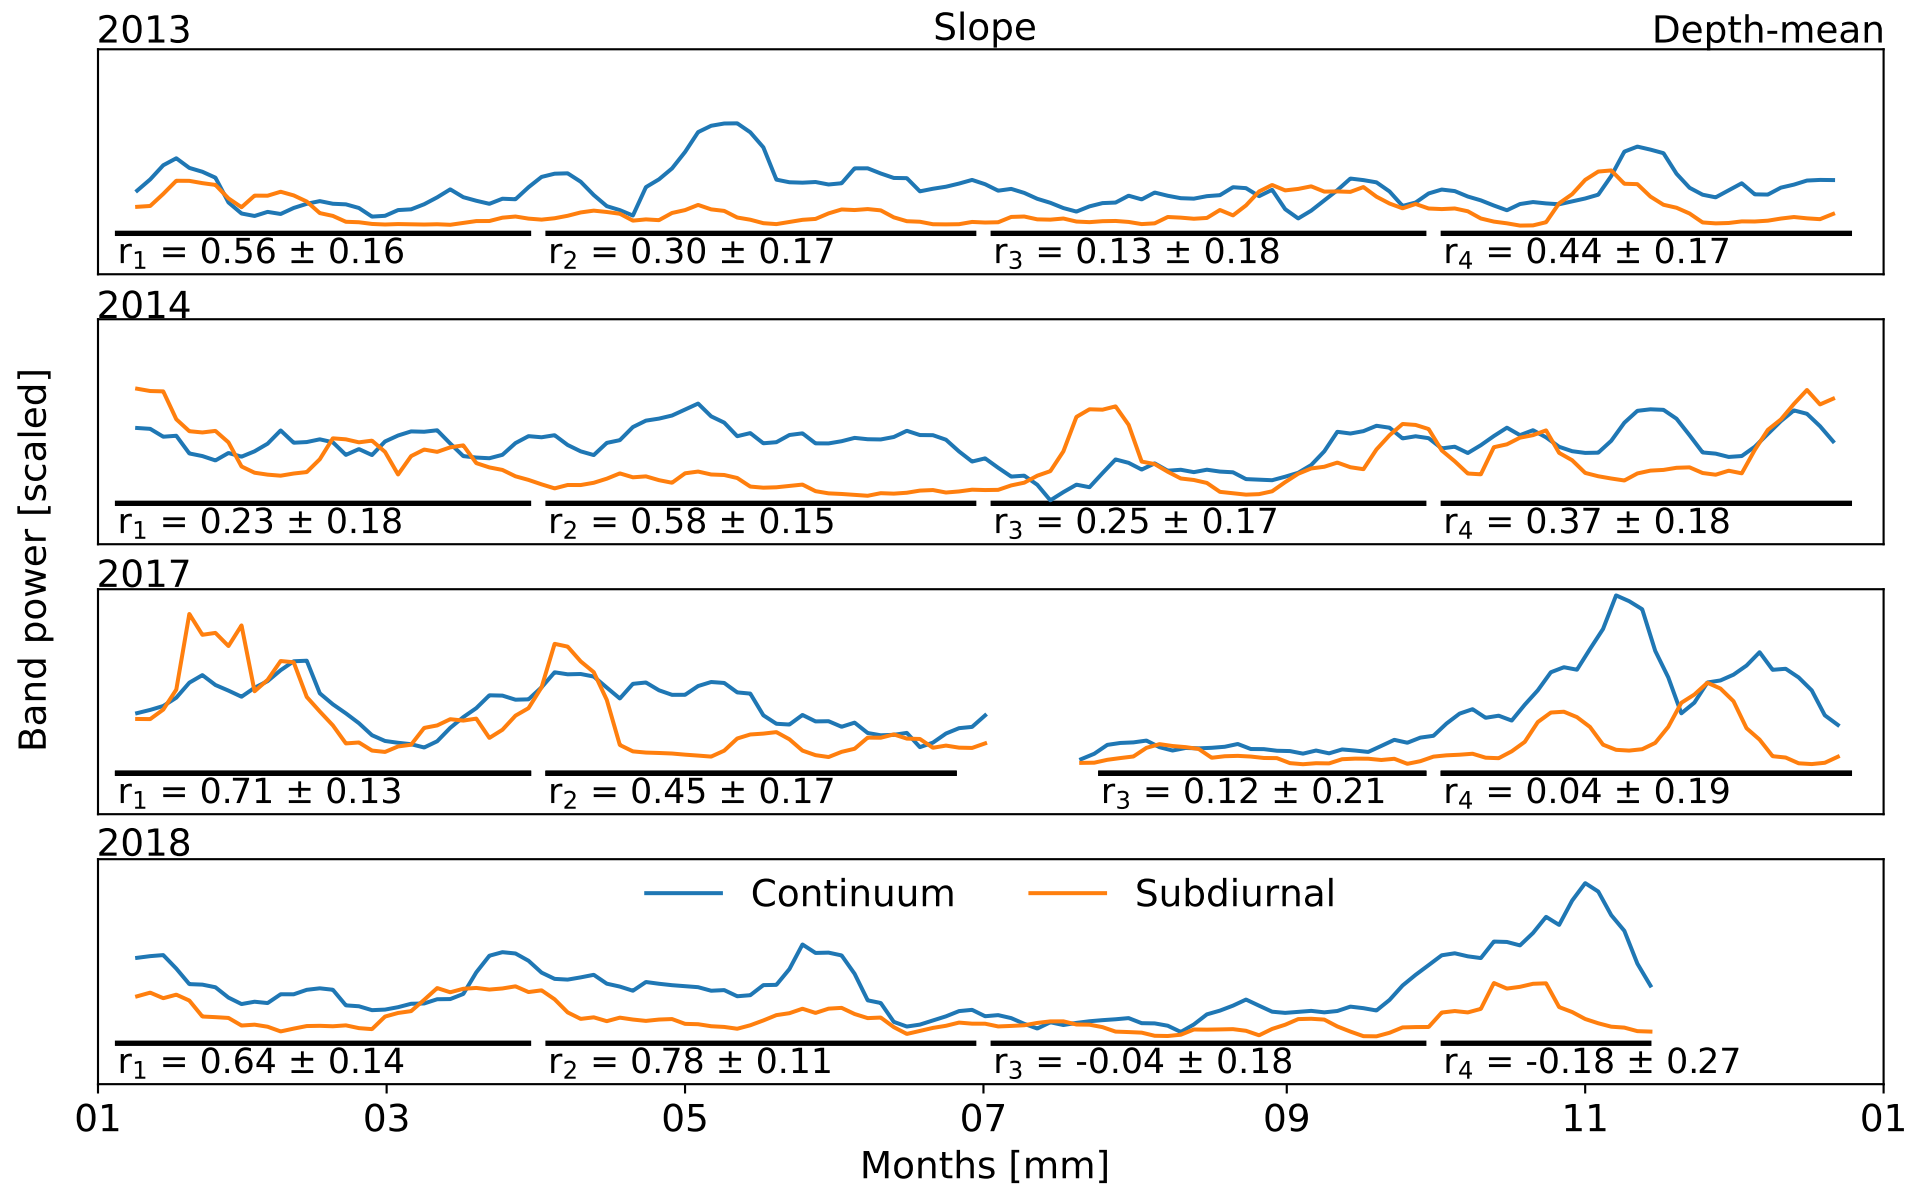 2013 Slope Depth-mean
r₁ = 0.56 ± 0.16 r₂ = 0.30 ± 0.17 r₃ = 0.13 ± 0.18 r₄ = 0.44 ± 0.17
2014
r₁ = 0.23 ± 0.18 r₂ = 0.58 ± 0.15 r₃ = 0.25 ± 0.17 r₄ = 0.37 ± 0.18
Band power [scaled]
2017
r₁ = 0.71 ± 0.13 r₂ = 0.45 ± 0.17 r₃ = 0.12 ± 0.21 r₄ = 0.04 ± 0.19
2018
Continuum Subdiurnal
r₁ = 0.64 ± 0.14 r₂ = 0.78 ± 0.11 r₃ = -0.04 ± 0.18 r₄ = -0.18 ± 0.27
01 03 05 07 09 11 01
Months [mm]